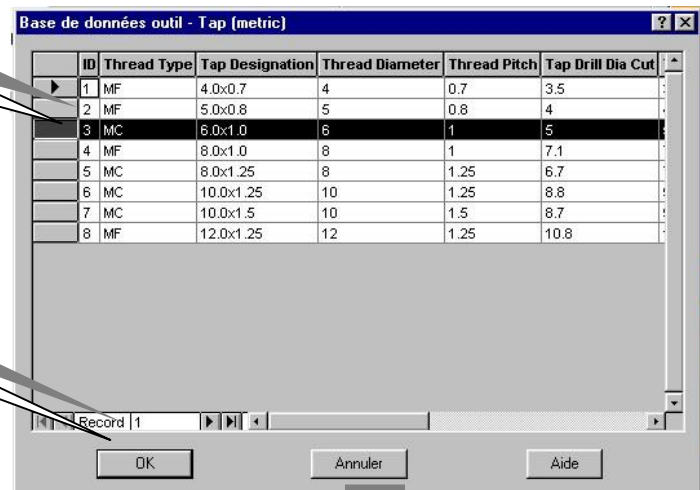 Base de données outil - Tap (metric)
ID Thread Type Tap Designation Thread Diameter Thread Pitch Tap Drill Dia Cut
1 MF 4.0x0.7 4 0.7 3.5
2 MF 5.0x0.8 5 0.8 4
3 MC 6.0x1.0 6 1 5
4 MF 8.0x1.0 8 1 7.1
5 MC 8.0x1.25 8 1.25 6.7
6 MC 10.0x1.25 10 1.25 8.8
7 MC 10.0x1.5 10 1.5 8.7
8 MF 12.0x1.25 12 1.25 10.8
Record 1
OK Annuler Aide